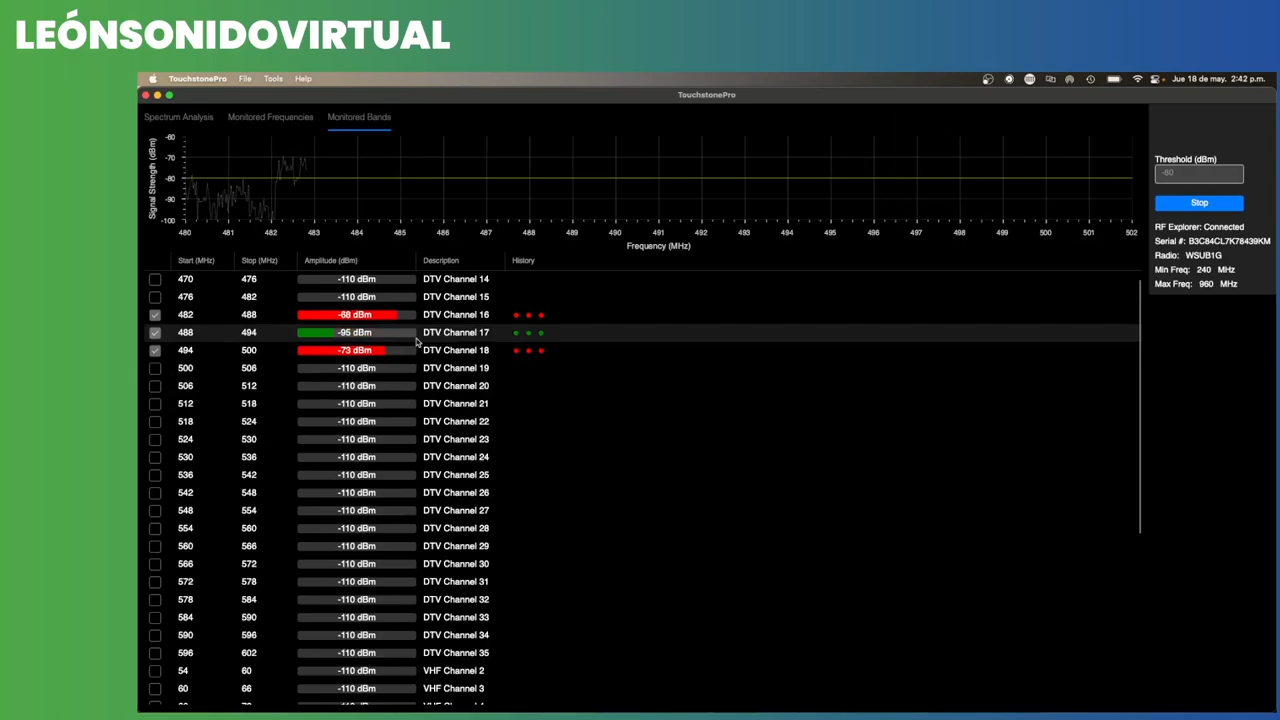 LEÓNSONIDOVIRTUAL
TouchstonePro File Tools Help
Jue 18 de may. 2:42 p.m.
TouchstonePro
Spectrum Analysis Monitored Frequencies Monitored Bands
Signal Strength (dBm)
-60
-70
-80
-90
-100
480 481 482 483 484 485 486 487 488 489 490 491 492 493 494 495 496 497 498 499 500 501 502
Frequency (MHz)
Threshold (dBm)
Stop
RF Explorer: Connected
Serial #: B3C84CL7K78439KM
Radio: WSUB1G
Min Freq: 240 MHz
Max Freq: 960 MHz
Start (MHz) Stop (MHz) Amplitude (dBm) Description History
470 476 -110 dBm DTV Channel 14
476 482 -110 dBm DTV Channel 15
482 488 -68 dBm DTV Channel 16
488 494 -95 dBm DTV Channel 17
494 500 -73 dBm DTV Channel 18
500 506 -110 dBm DTV Channel 19
506 512 -110 dBm DTV Channel 20
512 518 -110 dBm DTV Channel 21
518 524 -110 dBm DTV Channel 22
524 530 -110 dBm DTV Channel 23
530 536 -110 dBm DTV Channel 24
536 542 -110 dBm DTV Channel 25
542 548 -110 dBm DTV Channel 26
548 554 -110 dBm DTV Channel 27
554 560 -110 dBm DTV Channel 28
560 566 -110 dBm DTV Channel 29
566 572 -110 dBm DTV Channel 30
572 578 -110 dBm DTV Channel 31
578 584 -110 dBm DTV Channel 32
584 590 -110 dBm DTV Channel 33
590 596 -110 dBm DTV Channel 34
596 602 -110 dBm DTV Channel 35
54 60 -110 dBm VHF Channel 2
60 66 -110 dBm VHF Channel 3